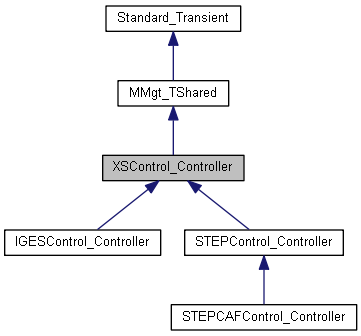 Standard_Transient
MMgt_TShared
XSControl_Controller
IGESControl_Controller
STEPControl_Controller
STEPCAFControl_Controller